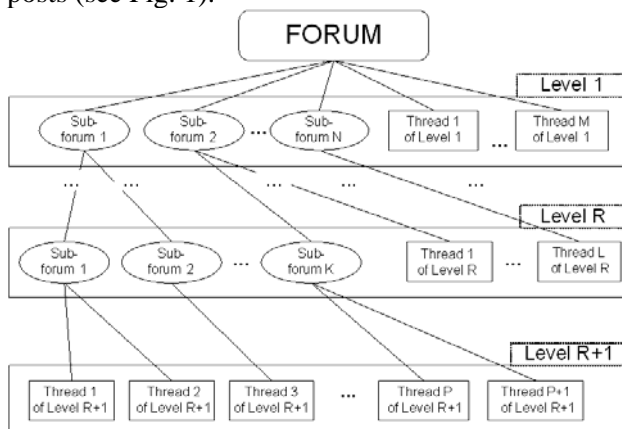 posts (see Fig. 1).
FORUM
Level 1
Sub-
forum 1
Sub-
forum 2
...
Sub-
forum N
Thread 1
of Level 1
...
Thread M
of Level 1
... ... ... ... ...
Level R
Sub-
forum 1
Sub-
forum 2
...
Sub-
forum K
Thread 1
of Level R
...
Thread L
of Level R
Level R+1
Thread 1
of Level R+1
Thread 2
of Level R+1
Thread 3
of Level R+1
...
Thread P
of Level R+1
Thread P+1
of Level R+1